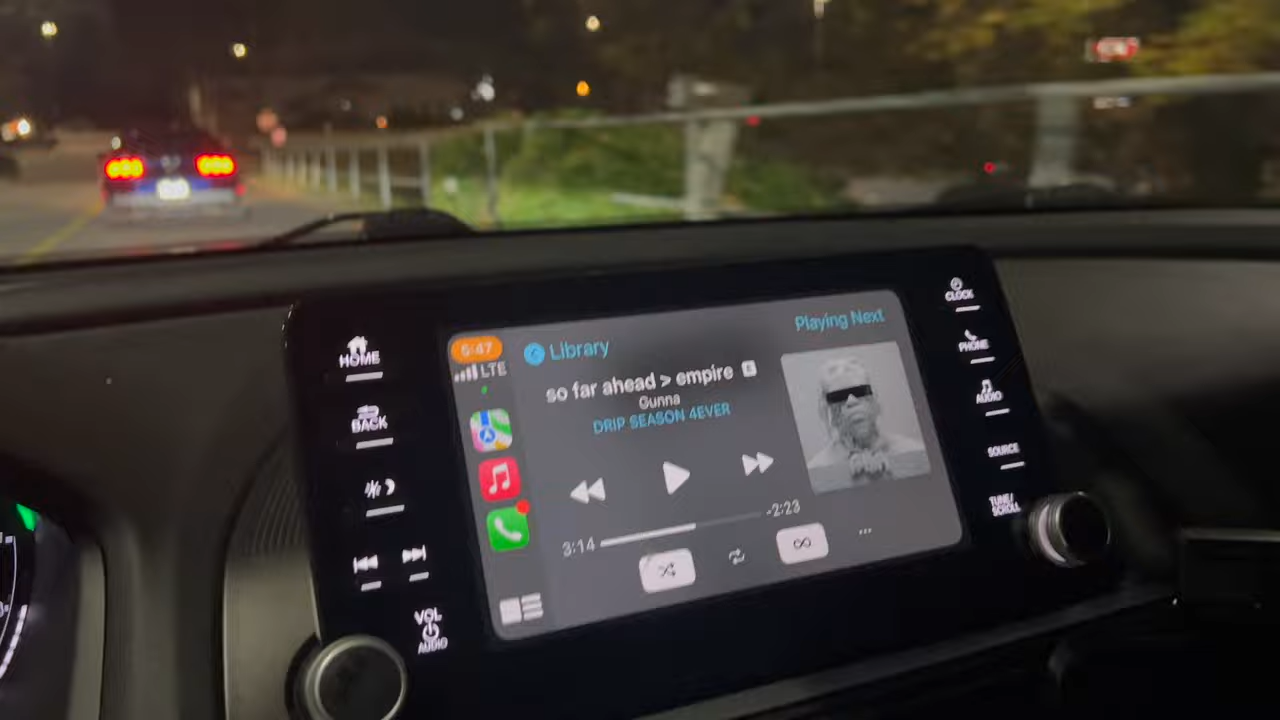 HOME
BACK
VOL
AUDIO
5:47
LTE
Library
Playing Next
so far ahead > empire E
Gunna
DRIP SEASON 4EVER
3:14
-2:23
CLOCK
PHONE
AUDIO
SOURCE
TUNE/
SCROLL